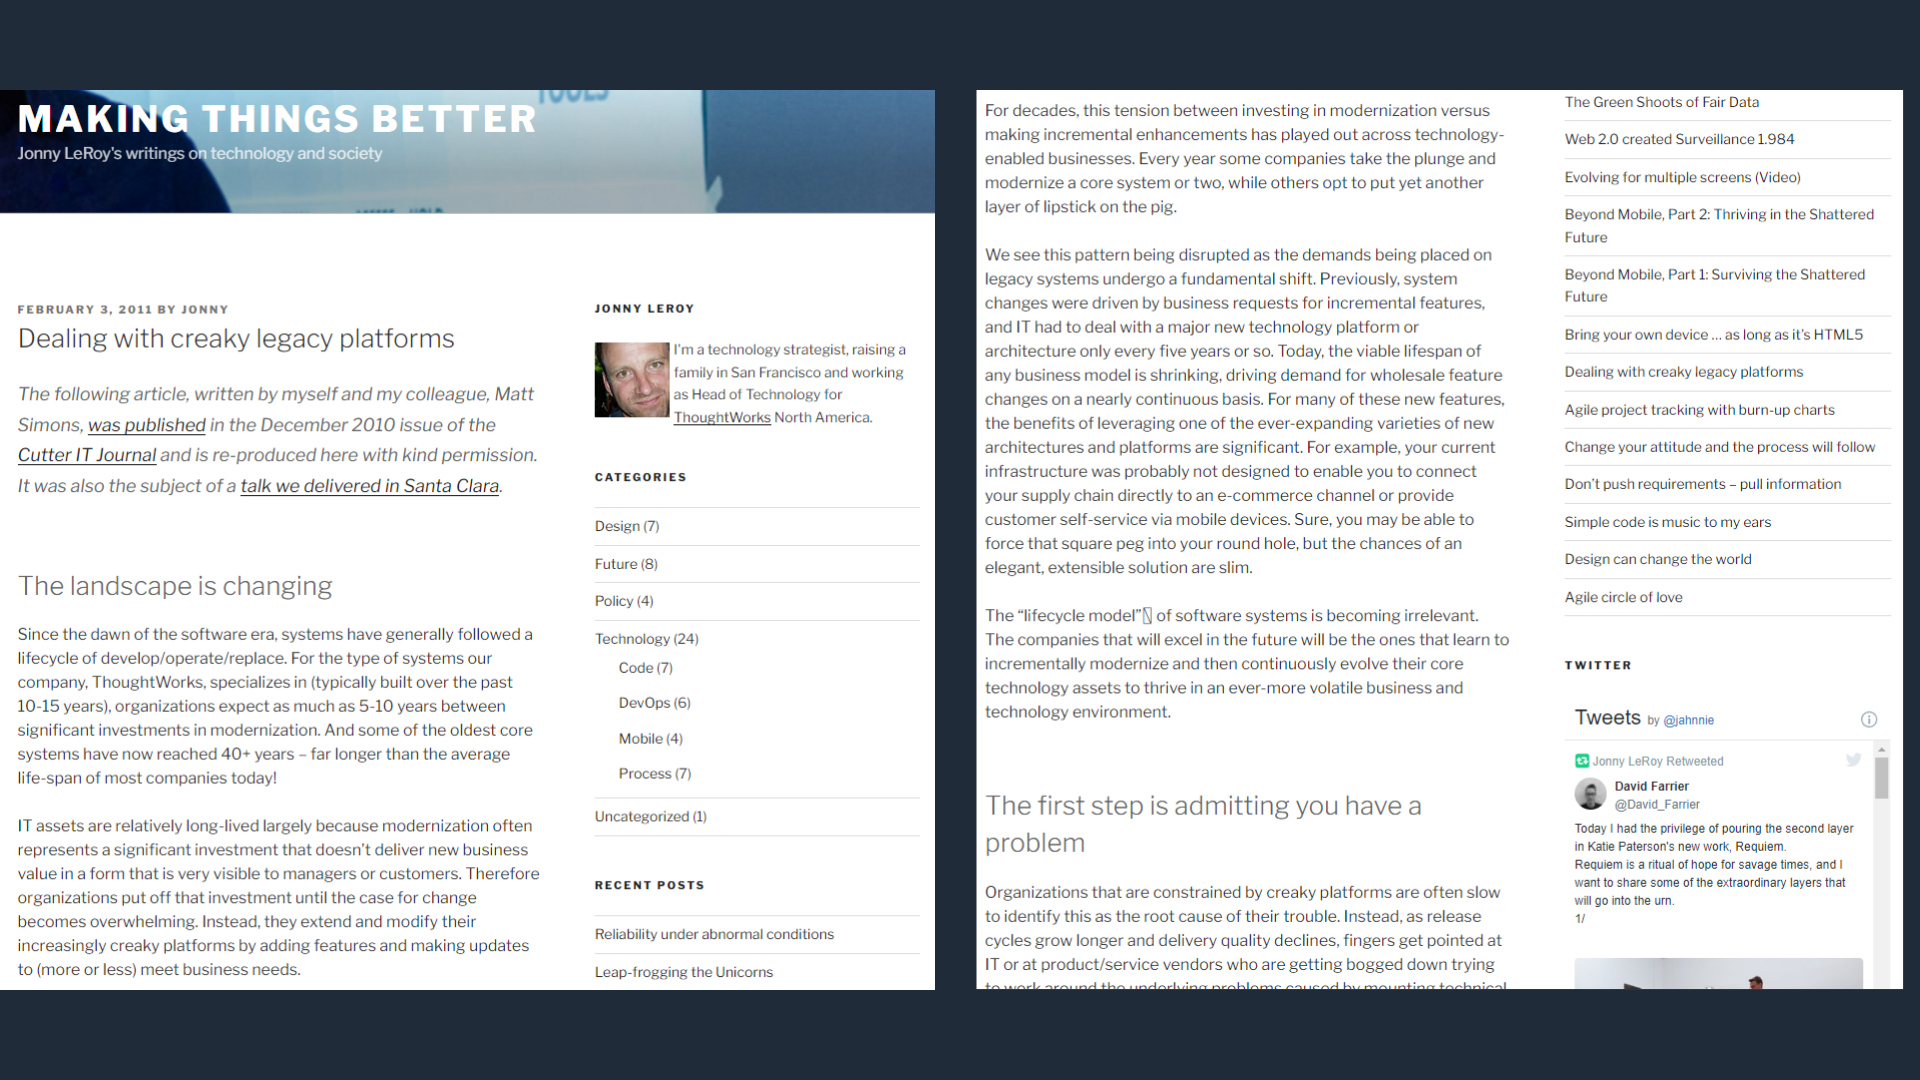 TOOLS
MAKING THINGS BETTER
Jonny LeRoy's writings on technology and society
FEBRUARY 3, 2011 BY JONNY
Dealing with creaky legacy platforms
The following article, written by myself and my colleague, Matt
Simons, was published in the December 2010 issue of the
Cutter IT Journal and is re-produced here with kind permission.
It was also the subject of a talk we delivered in Santa Clara.
The landscape is changing
Since the dawn of the software era, systems have generally followed a
lifecycle of develop/operate/replace. For the type of systems our
company, ThoughtWorks, specializes in (typically built over the past
10-15 years), organizations expect as much as 5-10 years between
significant investments in modernization. And some of the oldest core
systems have now reached 40+ years – far longer than the average
life-span of most companies today!
IT assets are relatively long-lived largely because modernization often
represents a significant investment that doesn't deliver new business
value in a form that is very visible to managers or customers. Therefore
organizations put off that investment until the case for change
becomes overwhelming. Instead, they extend and modify their
increasingly creaky platforms by adding features and making updates
to (more or less) meet business needs.
JONNY LEROY
I'm a technology strategist, raising a
family in San Francisco and working
as Head of Technology for
ThoughtWorks North America.
CATEGORIES
Design (7)
Future (8)
Policy (4)
Technology (24)
Code (7)
DevOps (6)
Mobile (4)
Process (7)
Uncategorized (1)
RECENT POSTS
Reliability under abnormal conditions
Leap-frogging the Unicorns
For decades, this tension between investing in modernization versus
making incremental enhancements has played out across technology-
enabled businesses. Every year some companies take the plunge and
modernize a core system or two, while others opt to put yet another
layer of lipstick on the pig.
We see this pattern being disrupted as the demands being placed on
legacy systems undergo a fundamental shift. Previously, system
changes were driven by business requests for incremental features,
and IT had to deal with a major new technology platform or
architecture only every five years or so. Today, the viable lifespan of
any business model is shrinking, driving demand for wholesale feature
changes on a nearly continuous basis. For many of these new features,
the benefits of leveraging one of the ever-expanding varieties of new
architectures and platforms are significant. For example, your current
infrastructure was probably not designed to enable you to connect
your supply chain directly to an e-commerce channel or provide
customer self-service via mobile devices. Sure, you may be able to
force that square peg into your round hole, but the chances of an
elegant, extensible solution are slim.
The “lifecycle model” of software systems is becoming irrelevant.
The companies that will excel in the future will be the ones that learn to
incrementally modernize and then continuously evolve their core
technology assets to thrive in an ever-more volatile business and
technology environment.
The first step is admitting you have a
problem
Organizations that are constrained by creaky platforms are often slow
to identify this as the root cause of their trouble. Instead, as release
cycles grow longer and delivery quality declines, fingers get pointed at
IT or at product/service vendors who are getting bogged down trying
to work around the underlying problems caused by mounting technical
The Green Shoots of Fair Data
Web 2.0 created Surveillance 1.984
Evolving for multiple screens (Video)
Beyond Mobile, Part 2: Thriving in the Shattered
Future
Beyond Mobile, Part 1: Surviving the Shattered
Future
Bring your own device … as long as it's HTML5
Dealing with creaky legacy platforms
Agile project tracking with burn-up charts
Change your attitude and the process will follow
Don't push requirements – pull information
Simple code is music to my ears
Design can change the world
Agile circle of love
TWITTER
Tweets by @jahnnie
Jonny LeRoy Retweeted
David Farrier
@David_Farrier
Today I had the privilege of pouring the second layer
in Katie Paterson's new work, Requiem.
Requiem is a ritual of hope for savage times, and I
want to share some of the extraordinary layers that
will go into the urn.
1/